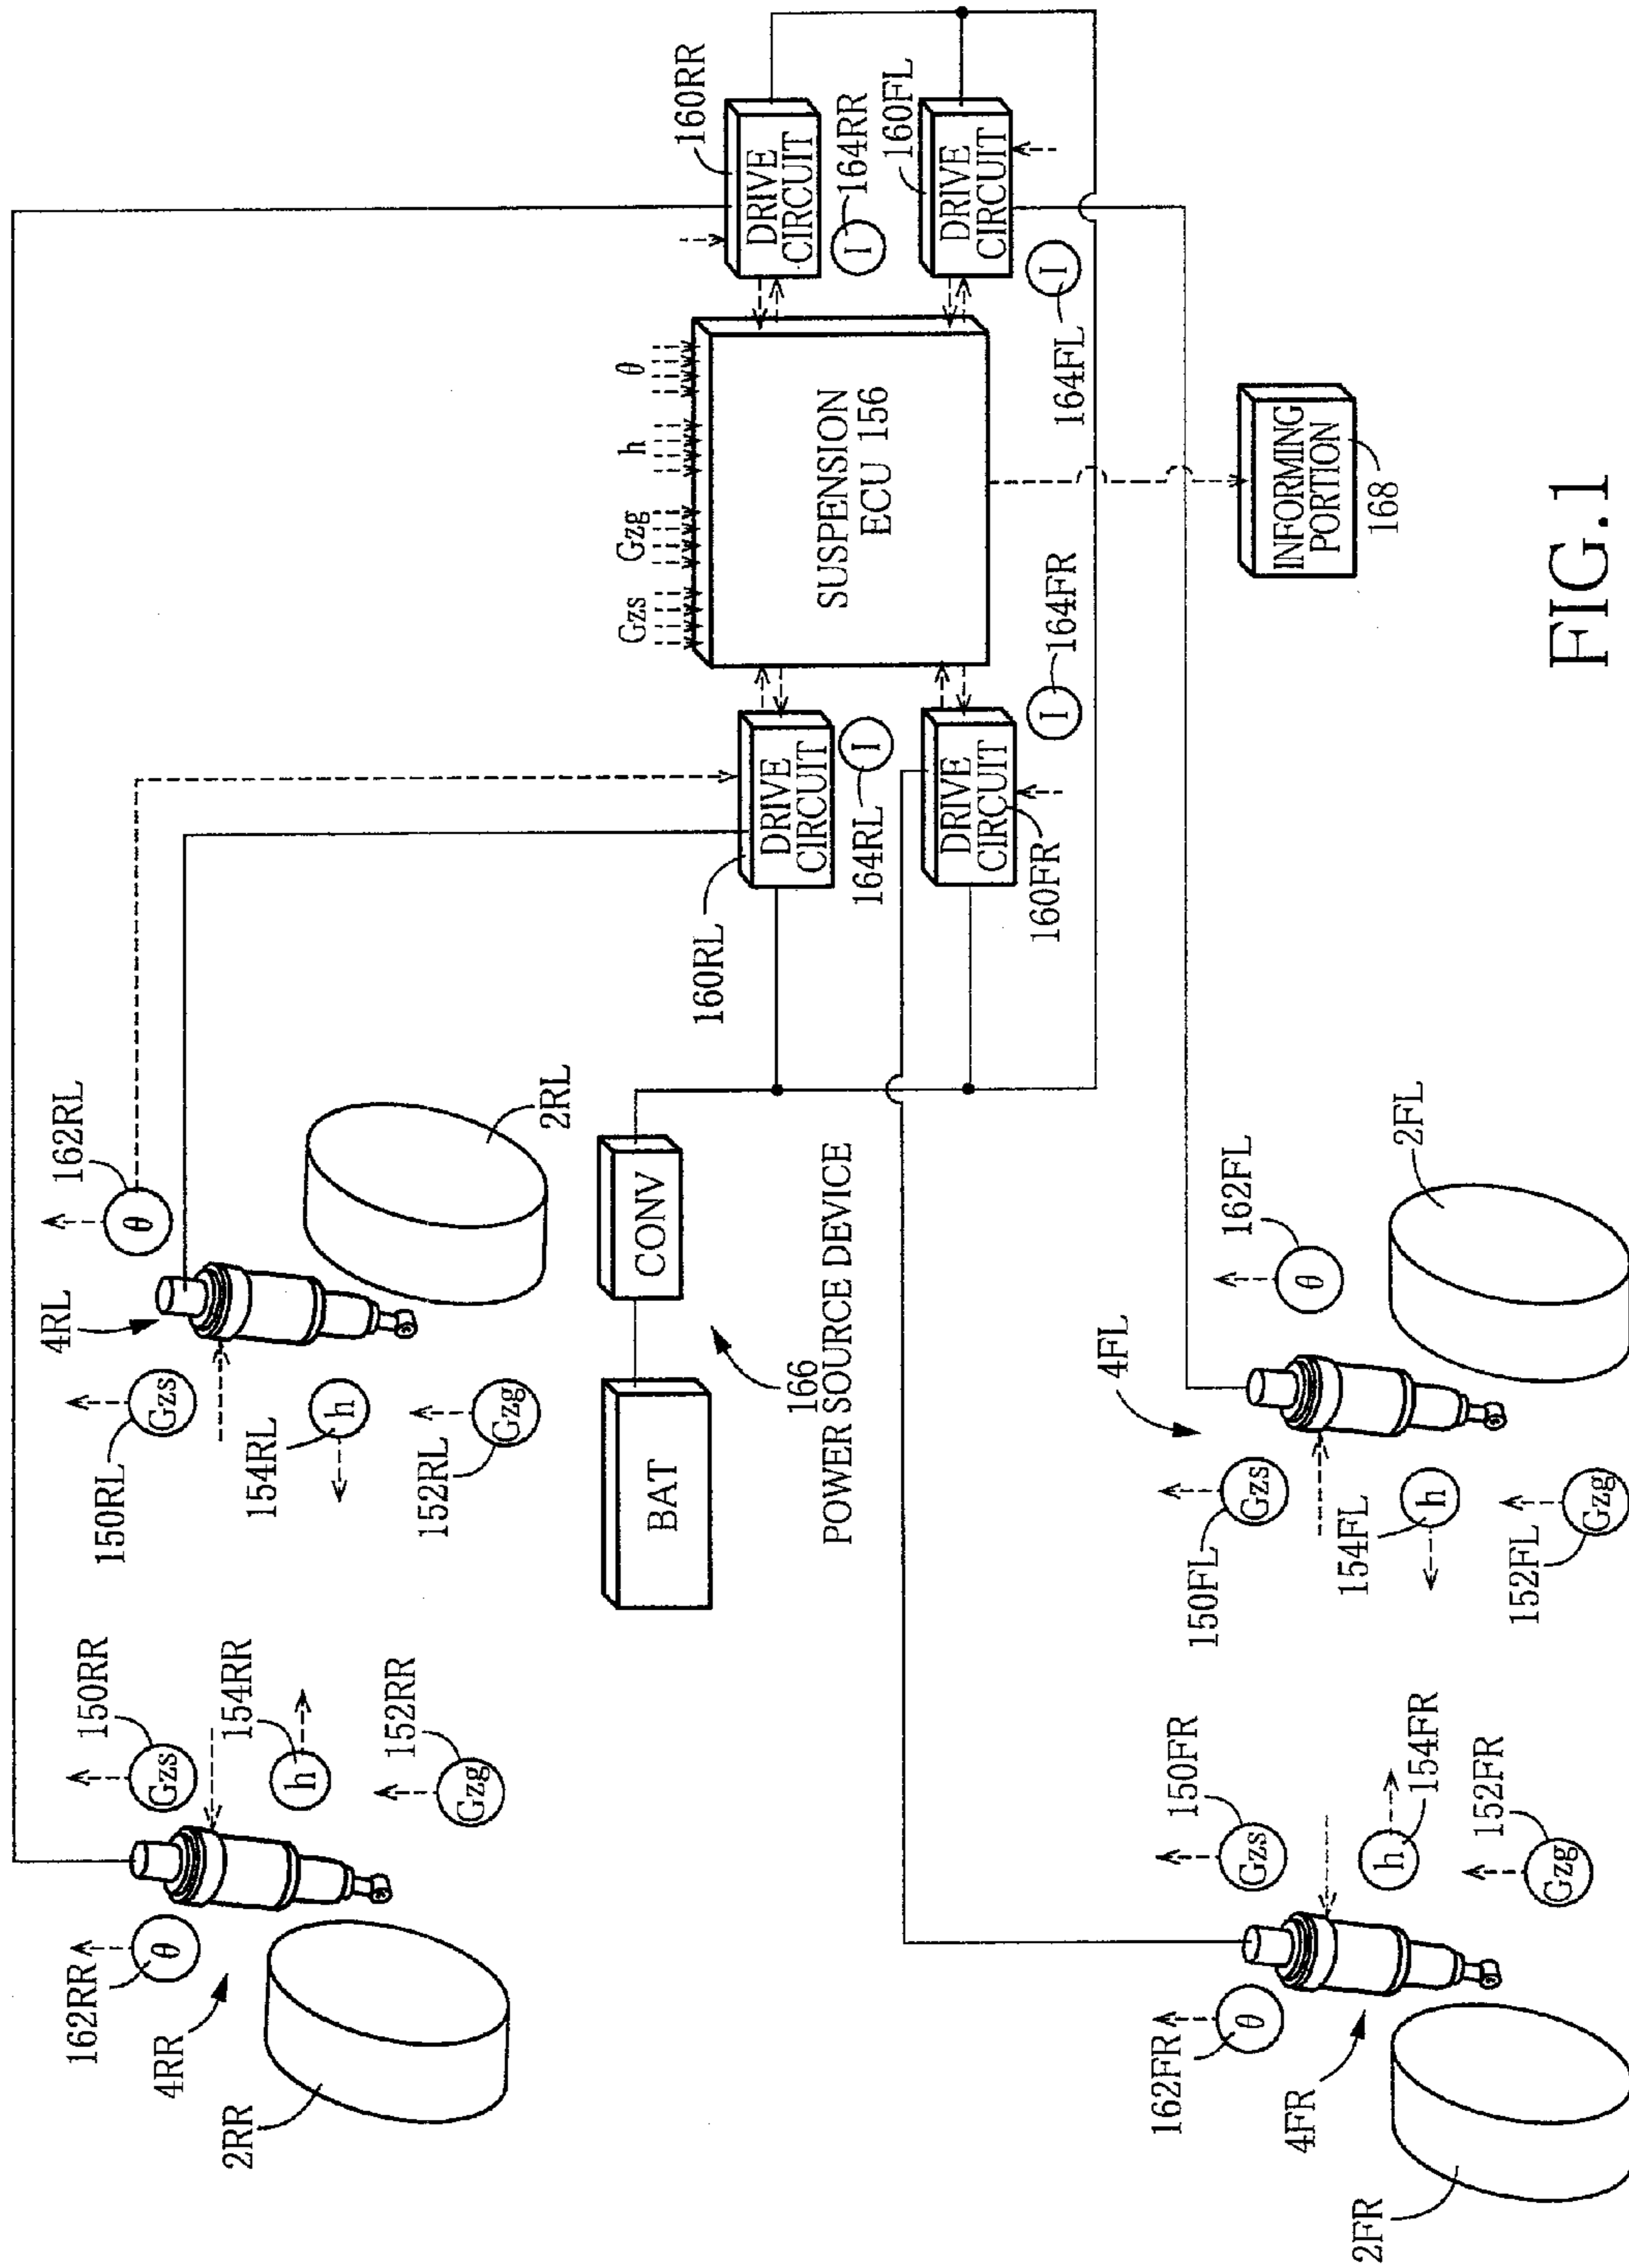 162RR
θ
150RR
Gzs
4RR
154RR
h
2RR
152RR
Gzg
4RL
162RL
θ
150RL
Gzs
154RL
h
2RL
152RL
Gzg
BAT
CONV
166
POWER SOURCE DEVICE
160RL
DRIVE
CIRCUIT
164RL
I
Gzs
Gzg
h
θ
SUSPENSION
ECU 156
160RR
DRIVE
CIRCUIT
164RR
I
DRIVE
CIRCUIT
160FR
164FR
I
160FL
DRIVE
CIRCUIT
164FL
I
INFORMING
PORTION
168
162FR
θ
150FR
Gzs
4FR
154FR
h
2FR
152FR
Gzg
4FL
162FL
θ
150FL
Gzs
154FL
h
2FL
152FL
Gzg
FIG.1